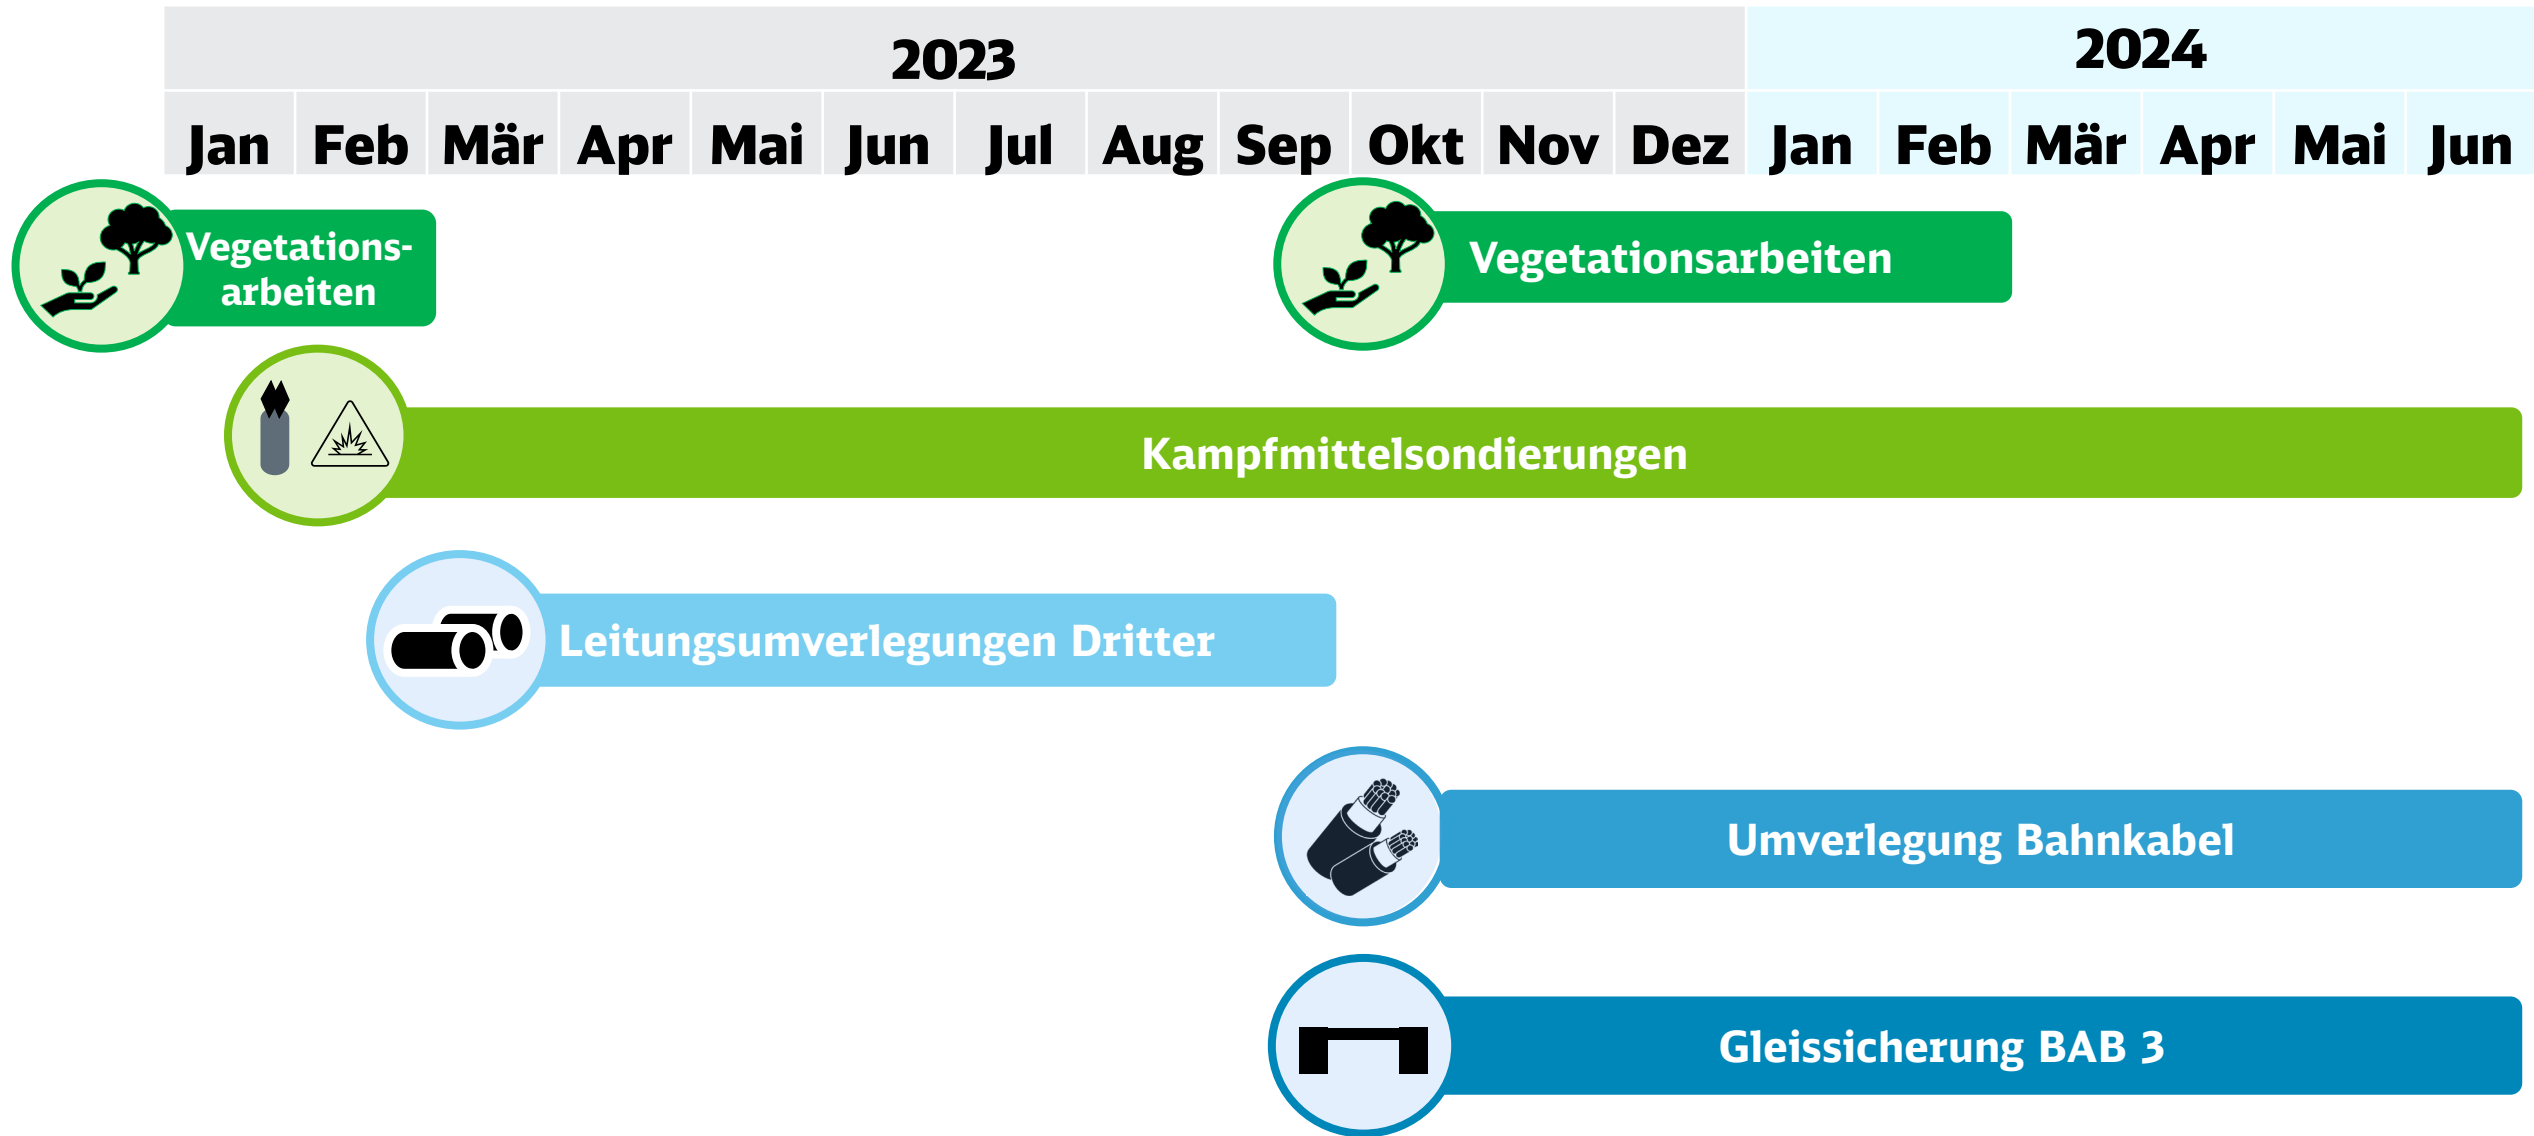 2023
2024
Jan Feb Mär Apr Mai Jun Jul Aug Sep Okt Nov Dez Jan Feb Mär Apr Mai Jun
Vegetations-
arbeiten
Vegetationsarbeiten
Kampfmittelsondierungen
Leitungsumverlegungen Dritter
Umverlegung Bahnkabel
Gleissicherung BAB 3